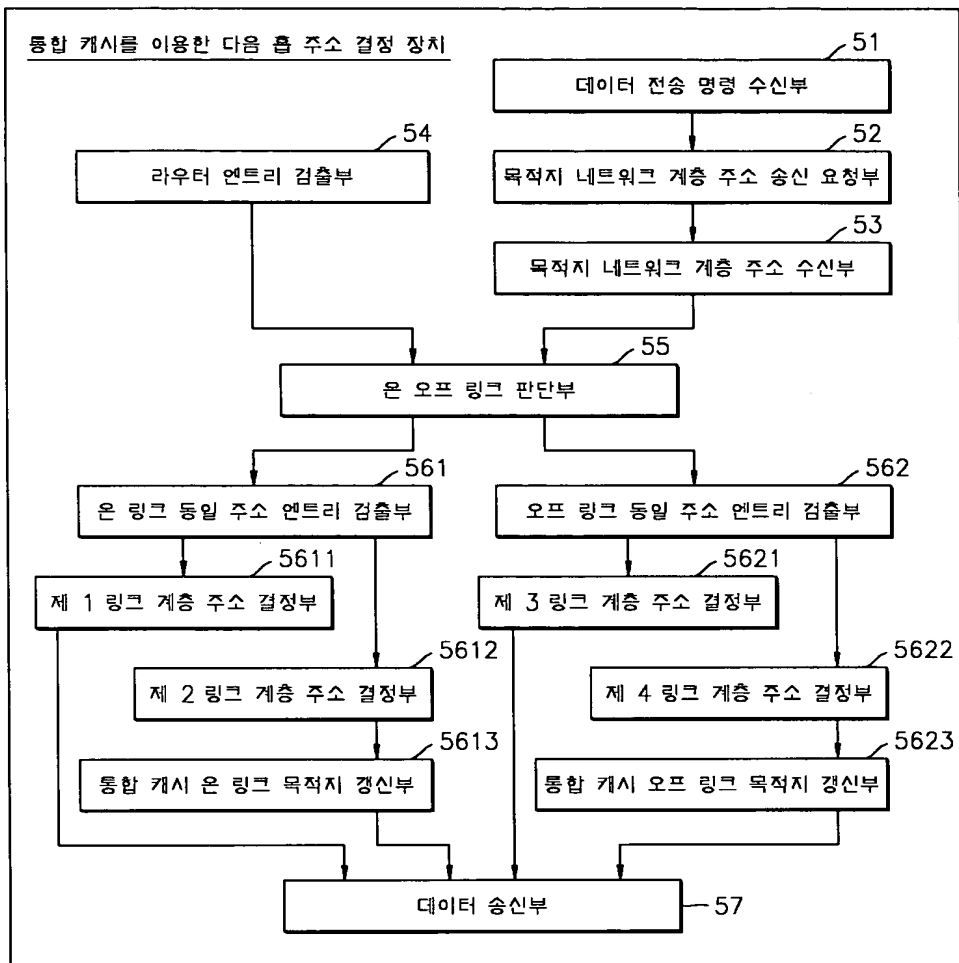 통합 캐시를 이용한 다음 홉 주소 결정 장치
51
데이터 전송 명령 수신부
54
라우터 엔트리 검출부
52
목적지 네트워크 계층 주소 송신 요청부
53
목적지 네트워크 계층 주소 수신부
55
온 오프 링크 판단부
561
온 링크 동일 주소 엔트리 검출부
562
오프 링크 동일 주소 엔트리 검출부
5611
제 1 링크 계층 주소 결정부
5621
제 3 링크 계층 주소 결정부
5612
제 2 링크 계층 주소 결정부
5622
제 4 링크 계층 주소 결정부
5613
통합 캐시 온 링크 목적지 갱신부
5623
통합 캐시 오프 링크 목적지 갱신부
데이터 송신부
57